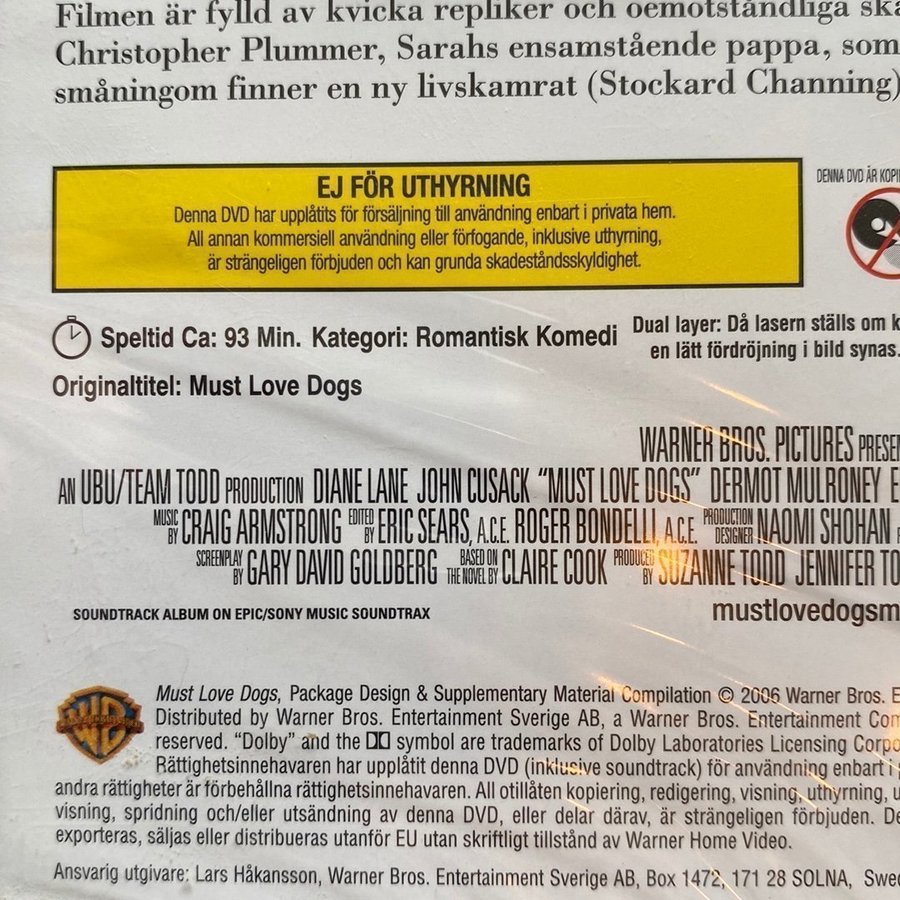 Filmen är fylld av kvicka repliker och oemotståndliga
Christopher Plummer, Sarahs ensamstående pappa, som
småningom finner en ny livskamrat (Stockard Channing)
EJ FÖR UTHYRNING
Denna DVD har upplåtits för försäljning till användning enbart i privata hem.
All annan kommersiell användning eller förfogande, inklusive uthyrning,
är strängeligen förbjuden och kan grunda skadeståndsskyldighet.
DENNA DVD ÄR
Speltid Ca: 93 Min. Kategori: Romantisk Komedi
Dual layer: Då lasern ställs om
en lätt fördröjning i bild synas.
Originaltitel: Must Love Dogs
WARNER BROS. PICTURES
AN UBU/TEAM TODD PRODUCTION DIANE LANE JOHN CUSACK "MUST LOVE DOGS" DERMOT MULRONEY
MUSIC BY CRAIG ARMSTRONG EDITED BY ERIC SEARS, A.C.E. ROGER BONDELLI, A.C.E. PRODUCTION DESIGNER NAOMI SHOHAN
SCREENPLAY BY GARY DAVID GOLDBERG BASED ON THE NOVEL BY CLAIRE COOK PRODUCED BY SUZANNE TODD JENNIFER
SOUNDTRACK ALBUM ON EPIC/SONY MUSIC SOUNDTRAX
mustlovedogsm
Must Love Dogs, Package Design & Supplementary Material Compilation © 2006 Warner Bros. E
Distributed by Warner Bros. Entertainment Sverige AB, a Warner Bros. Entertainment
reserved. "Dolby" and the symbol are trademarks of Dolby Laboratories Licensing
Rättighetsinnehavaren har upplåtit denna DVD (inklusive soundtrack) för användning enbart i
andra rättigheter är förbehållna rättighetsinnehavaren. All otillåten kopiering, redigering, visning, uthyrning,
visning, spridning och/eller utsändning av denna DVD, eller delar därav, är strängeligen förbjuden.
exporteras, säljas eller distribueras utanför EU utan skriftligt tillstånd av Warner Home Video.
Ansvarig utgivare: Lars Håkansson, Warner Bros. Entertainment Sverige AB, Box 1472, 171 28 SOLNA,